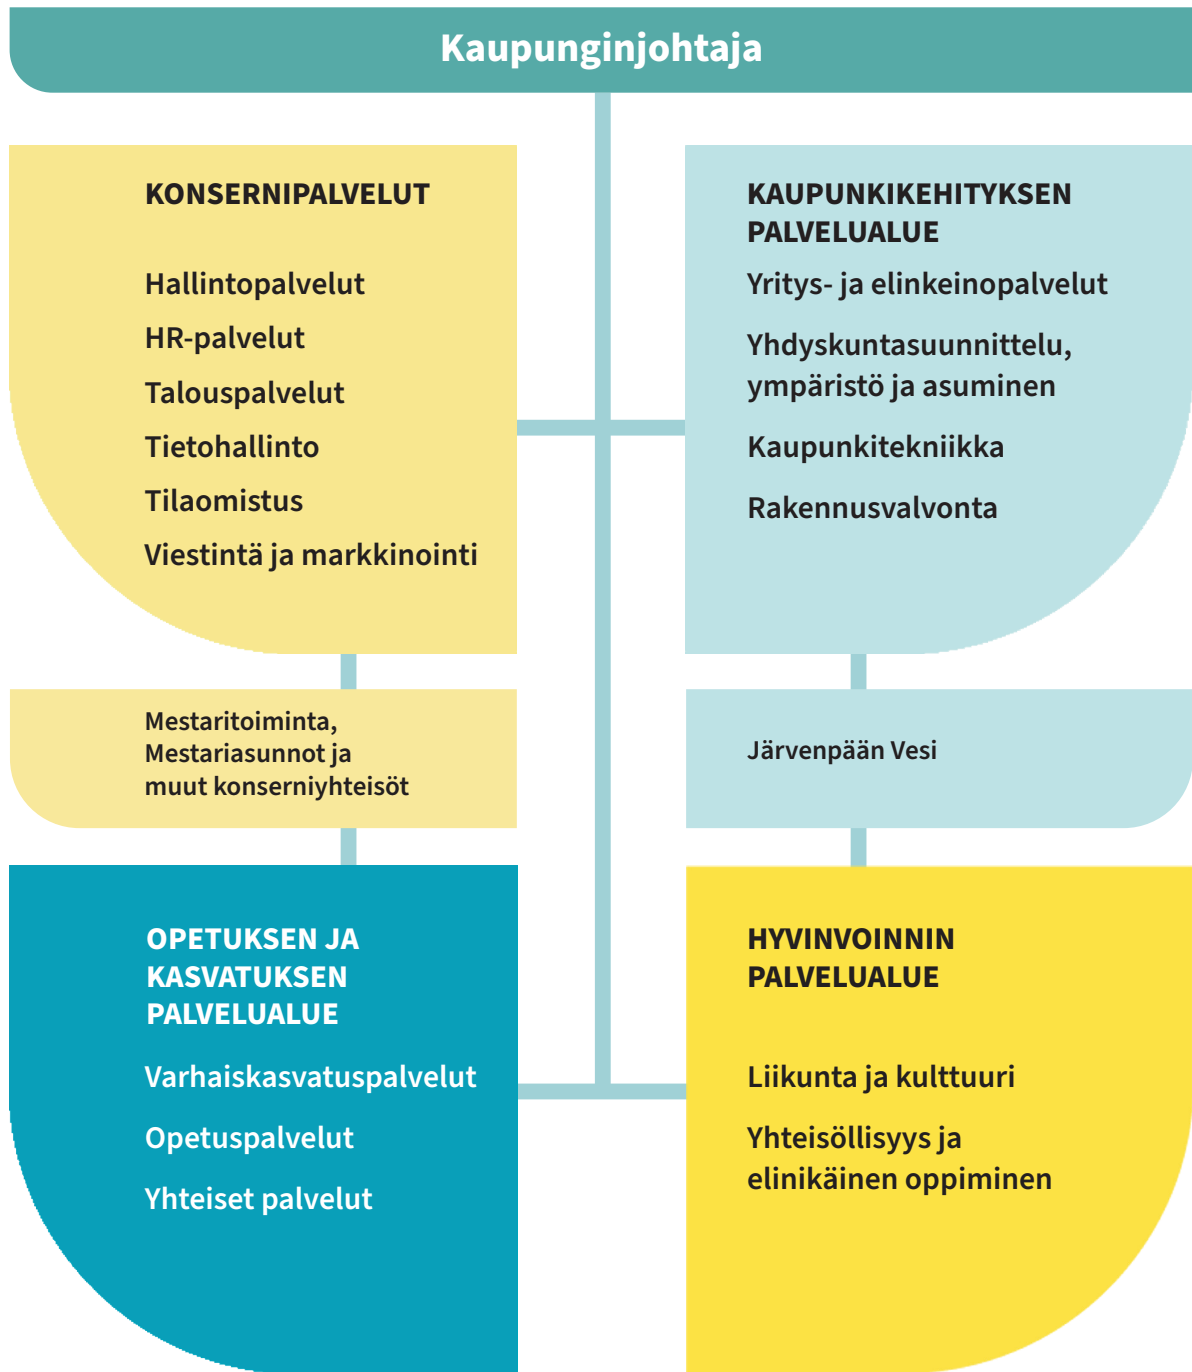 Kaupunginjohtaja
KONSERNIPALVELUT
Hallintopalvelut
HR-palvelut
Talouspalvelut
Tietohallinto
Tilaomistus
Viestintä ja markkinointi
KAUPUNKIKEHITYKSEN
PALVELUALUE
Yritys- ja elinkeinopalvelut
Yhdyskuntasuunnittelu,
ympäristö ja asuminen
Kaupunkitekniikka
Rakennusvalvonta
Mestaritoiminta,
Mestariasunnot ja
muut konserniyhteisöt
Järvenpään Vesi
OPETUKSEN JA
KASVATUKSEN
PALVELUALUE
Varhaiskasvatuspalvelut
Opetuspalvelut
Yhteiset palvelut
HYVINVOINNIN
PALVELUALUE
Liikunta ja kulttuuri
Yhteisöllisyys ja
elinikäinen oppiminen